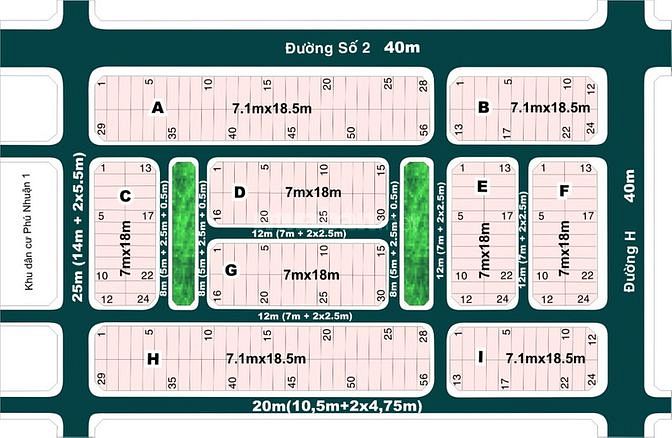 Đường Số 2 40m
1 5 10 15 20 25 28
A 7.1mx18.5m
29 35 40 45 50 55 56
1 5 10 12
B 7.1mx18.5m
13 17 22 24
Khu dân cư Phú Nhuận 1
25m (14m + 2x5.5m)
1 13
C
5 17
7mx18m
10 22
12 24
8m (5m + 2.5m + 0.5m)
8m (5m + 2.5m + 0.5m)
1 5 10 15
D 7mx18m
16 20 25 30
12m (7m + 2x2.5m)
1 5 10 15
G 7mx18m
16 20 25 30
12m (7m + 2x2.5m)
8m (5m + 2.5m + 0.5m)
12m (7m + 2x2.5m)
1 13
E
5 17
7mx18m
10 22
12 24
12m (7m + 2x2.5m)
1 13
F
5 17
7mx18m
10 22
12 24
Đường H 40m
1 5 10 15 20 25 28
H 7.1mx18.5m
29 35 40 45 50 55 56
1 5 10 12
I 7.1mx18.5m
13 17 22 24
20m(10,5m+2x4,75m)